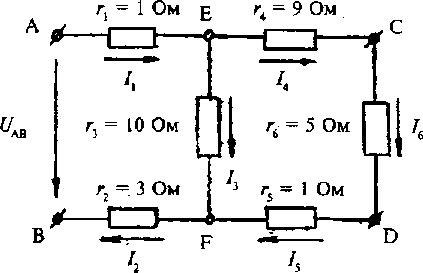 r₁ = 1 Ом r₄ = 9 Ом
A E C
I₁ I₄
U_AB r₃ = 10 Ом r₆ = 5 Ом I₆
I₃
r₂ = 3 Ом r₅ = 1 Ом
B F D
I₂ I₅